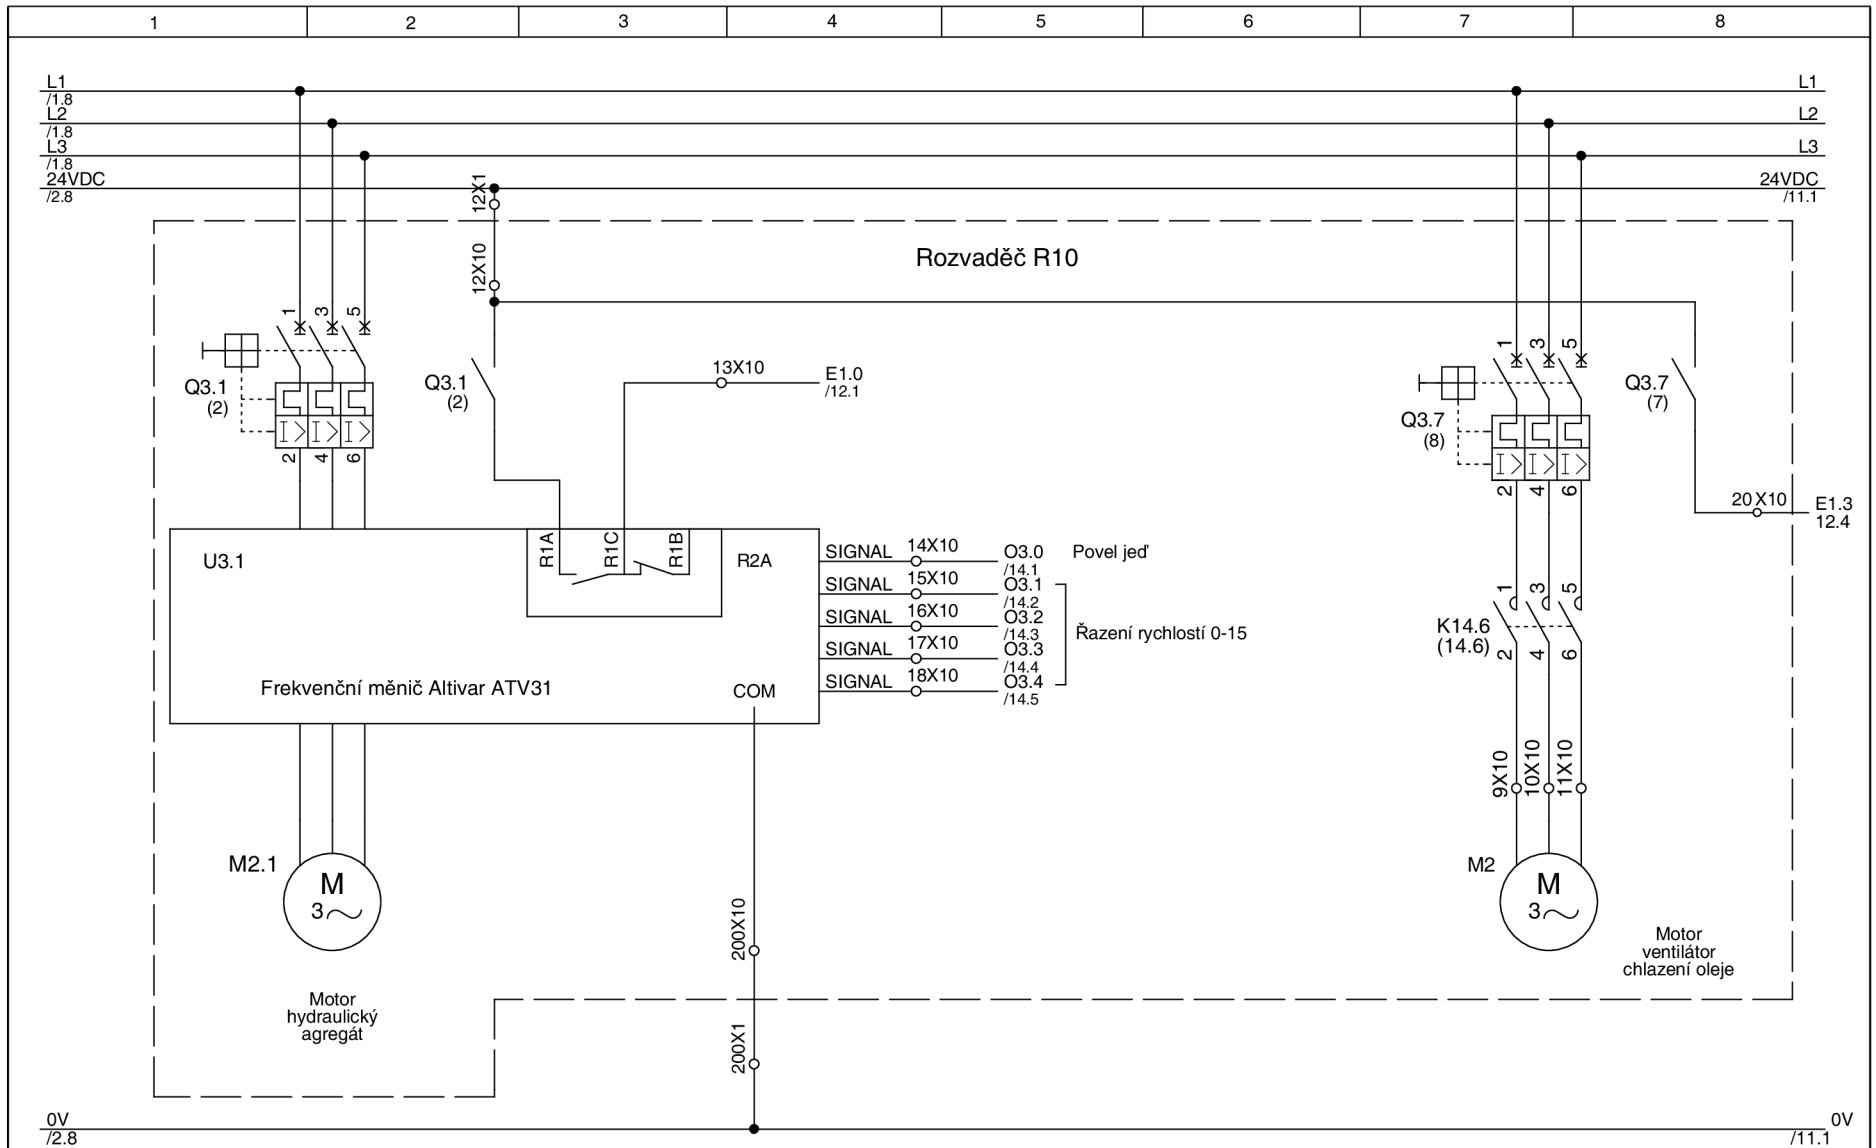 1 2 3 4 5 6 7 8
L1 L1
/1.8
L2 L2
/1.8
L3 L3
/1.8
24VDC 24VDC
/2.8 /11.1
12X1
12X10
Rozvaděč R10
1 3 5
Q3.1
(2)
2 4 6
Q3.1
(2)
13X10 E1.0
/12.1
1 3 5
Q3.7
(8)
2 4 6
Q3.7
(7)
20 X10 E1.3
12.4
U3.1
R1A R1C R1B
R2A
SIGNAL 14X10 O3.0 Povel jeď
/14.1
SIGNAL 15X10 O3.1
/14.2
SIGNAL 16X10 O3.2
/14.3
Řazení rychlostí 0-15
SIGNAL 17X10 O3.3
/14.4
SIGNAL 18X10 O3.4
/14.5
Frekvenční měnič Altivar ATV31
COM
1 3 5
K14.6
(14.6)
2 4 6
9X10 10X10 11X10
M2.1
M
3
Motor
hydraulický
agregát
200X10
200X1
M2
M
3
Motor
ventilátor
chlazení oleje
0V 0V
/2.8 /11.1